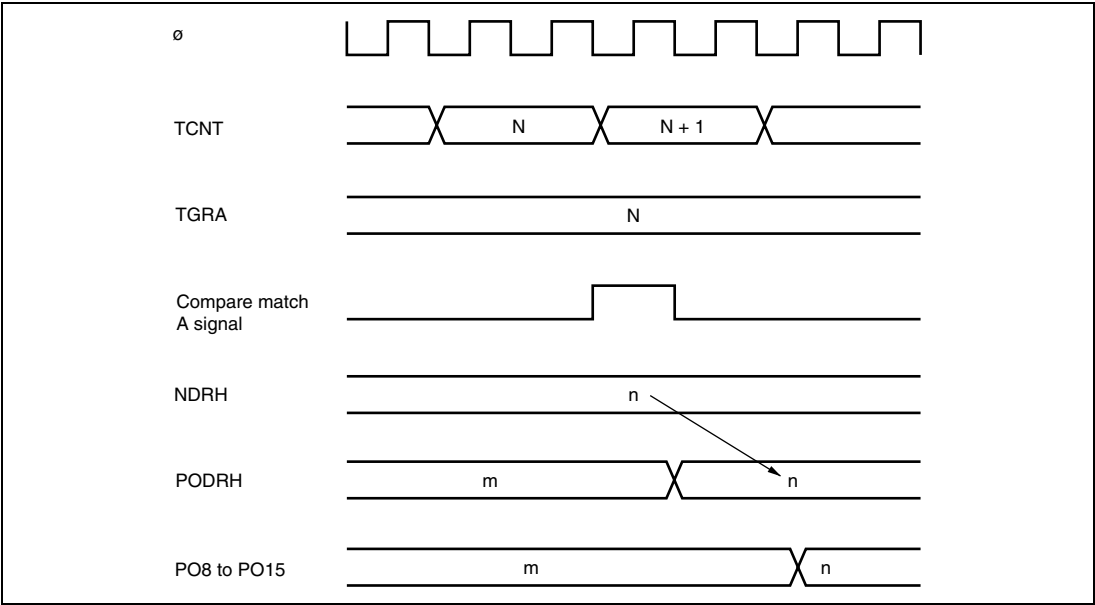 ø
TCNT N N + 1
TGRA N
Compare match
A signal
NDRH n
PODRH m n
PO8 to PO15 m n